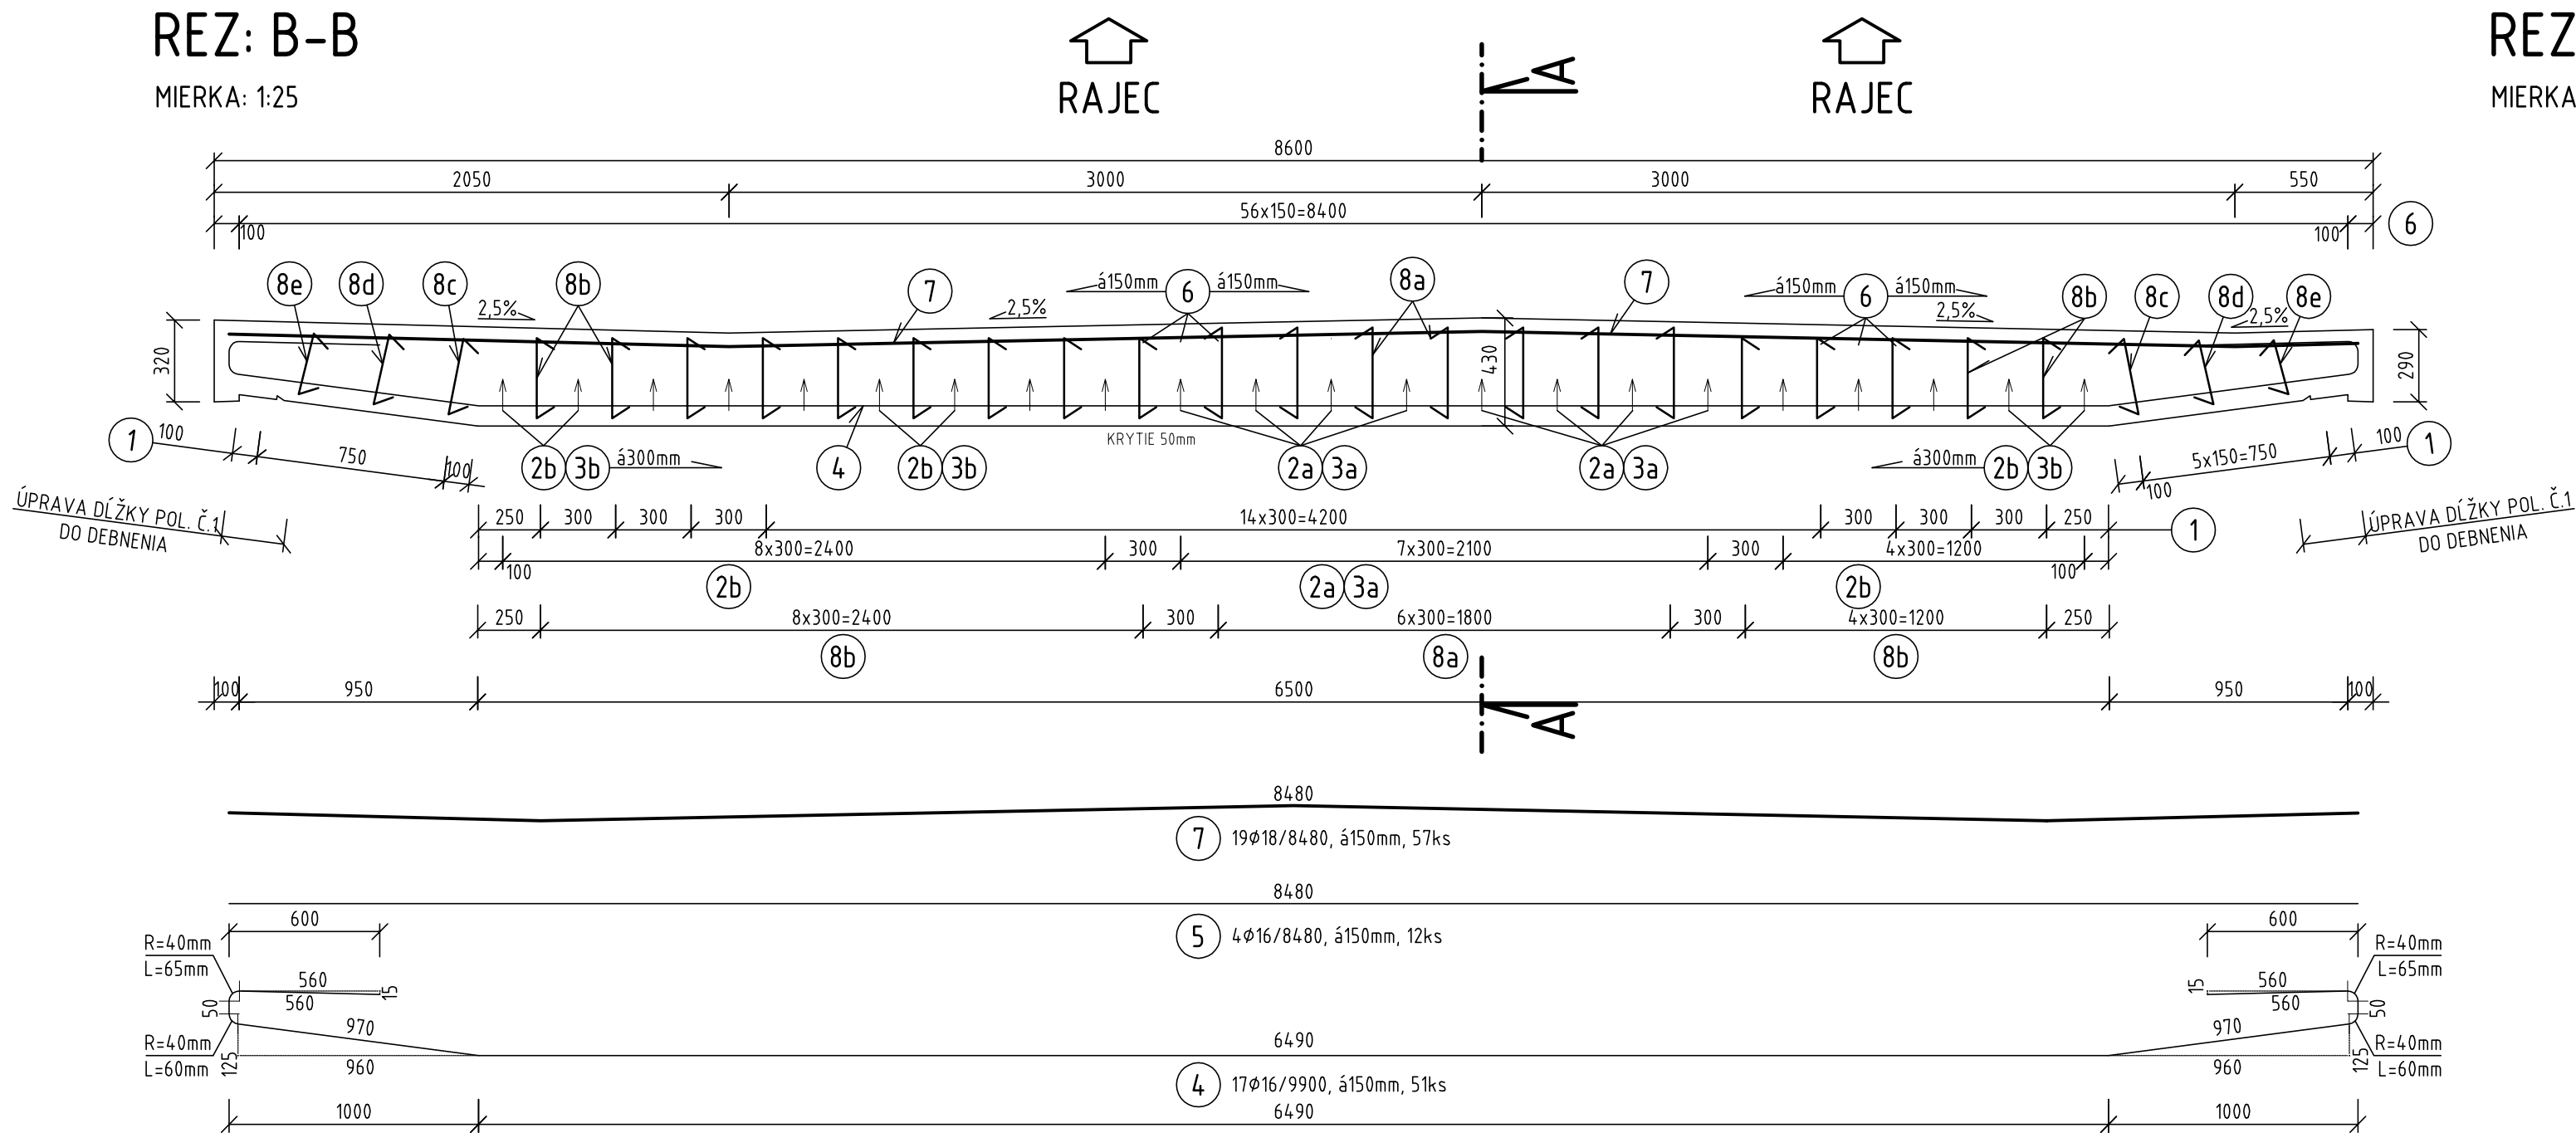 REZ: B-B
REZ
MIERKA: 1:25
MIERKA
RAJEC
RAJEC
A
8600
2050 3000 3000 550
56x150=8400
100 100
6
8e 8d 8c 8b 7 á150mm 6 á150mm 8a 7 á150mm 6 á150mm 8b 8c 8d 8e
2,5% 2,5% 2,5% 2,5%
320 430 290
KRYTIE 50mm
1 100 750 100
2b 3b á300mm 4 2b 3b 2a 3a 2a 3a á300mm 2b 3b
100 5x150=750 100 1
ÚPRAVA DĹŽKY POL. Č.1
DO DEBNENIA
ÚPRAVA DĹŽKY POL. Č.1
DO DEBNENIA
250 300 300 300 14x300=4200 300 300 300 250 1
100 8x300=2400 300 7x300=2100 300 4x300=1200 100
2b 2a 3a 2b
250 8x300=2400 300 6x300=1800 300 4x300=1200 250
8b 8a 8b
100 950 6500 950 100
A
8480
7 19ø18/8480, á150mm, 57ks
8480
5 4ø16/8480, á150mm, 12ks
600 600
R=40mm R=40mm
L=65mm L=65mm
560 15 15 560
50 560 560 50
970 970
R=40mm R=40mm
L=60mm L=60mm
125 960 6490 960 125
4 17ø16/9900, á150mm, 51ks
1000 6490 1000